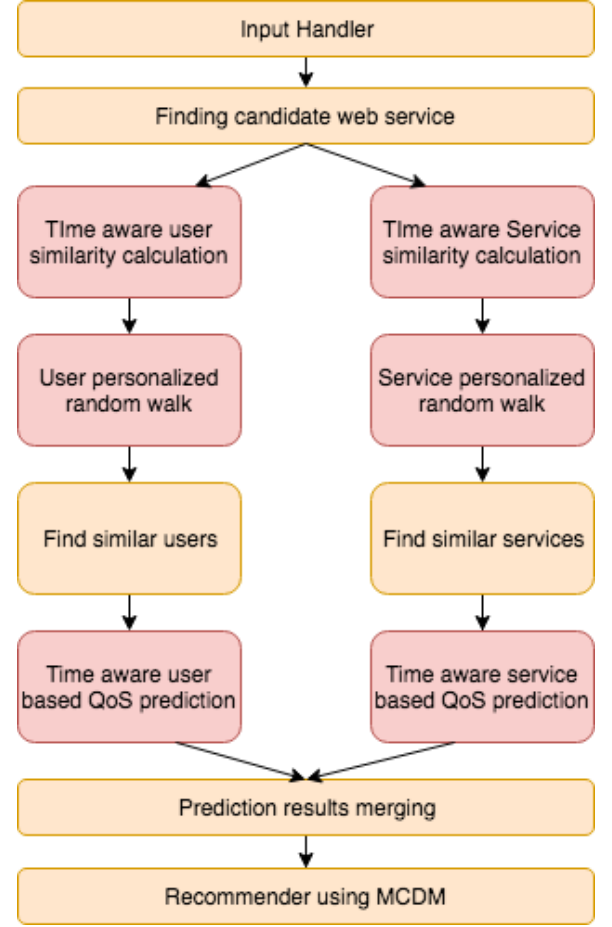 Input Handler
Finding candidate web service
TIme aware user
similarity calculation
TIme aware Service
similarity calculation
User personalized
random walk
Service personalized
random walk
Find similar users
Find similar services
Time aware user
based QoS prediction
Time aware service
based QoS prediction
Prediction results merging
Recommender using MCDM